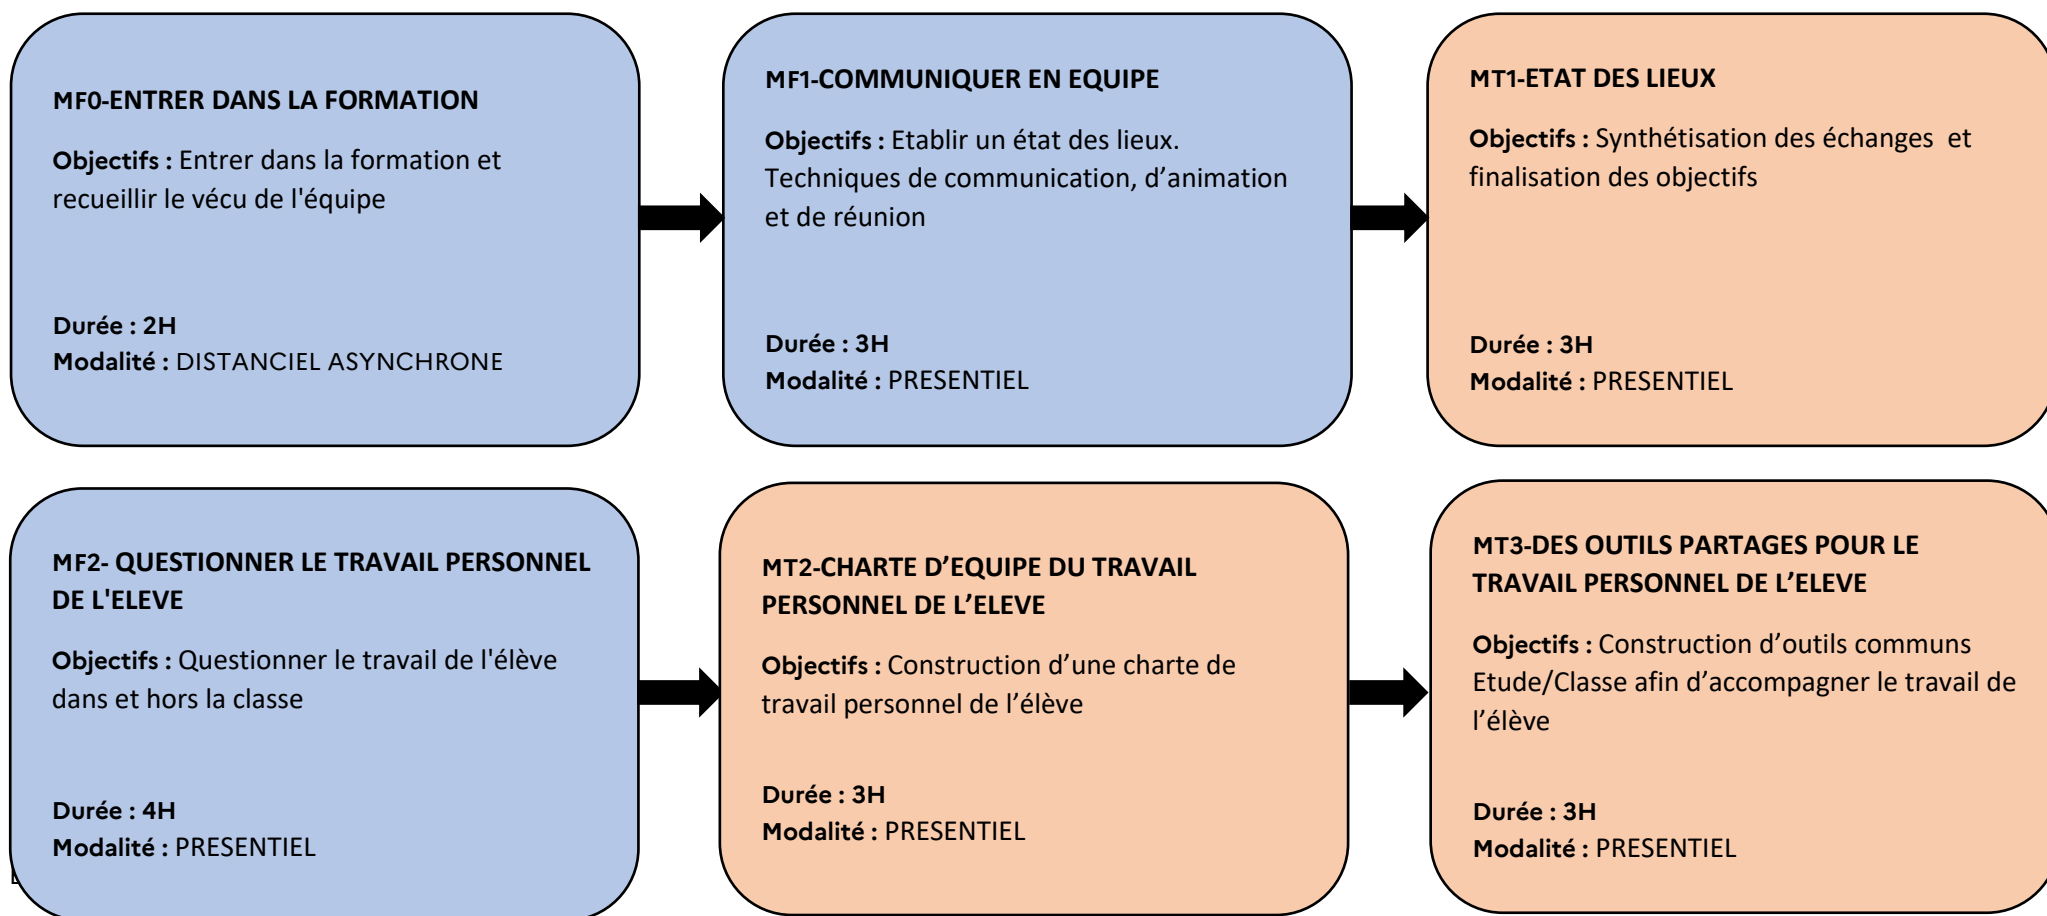 MF0-ENTRER DANS LA FORMATION
Objectifs : Entrer dans la formation et
recueillir le vécu de l'équipe
Durée : 2H
Modalité : DISTANCIEL ASYNCHRONE
MF1-COMMUNIQUER EN EQUIPE
Objectifs : Etablir un état des lieux.
Techniques de communication, d’animation
et de réunion
Durée : 3H
Modalité : PRESENTIEL
MT1-ETAT DES LIEUX
Objectifs : Synthétisation des échanges  et
finalisation des objectifs
Durée : 3H
Modalité : PRESENTIEL
MF2- QUESTIONNER LE TRAVAIL PERSONNEL
DE L'ELEVE
Objectifs : Questionner le travail de l'élève
dans et hors la classe
Durée : 4H
Modalité : PRESENTIEL
MT2-CHARTE D’EQUIPE DU TRAVAIL
PERSONNEL DE L’ELEVE
Objectifs : Construction d’une charte de
travail personnel de l’élève
Durée : 3H
Modalité : PRESENTIEL
MT3-DES OUTILS PARTAGES POUR LE
TRAVAIL PERSONNEL DE L’ELEVE
Objectifs : Construction d’outils communs
Etude/Classe afin d’accompagner le travail de
l’élève
Durée : 3H
Modalité : PRESENTIEL